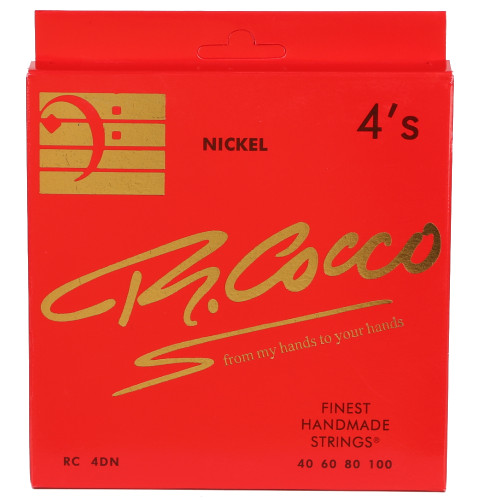 NICKEL
4's
R. Cocco
from my hands to your hands
FINEST
HANDMADE
STRINGS®
RC 4DN
40 60 80 100